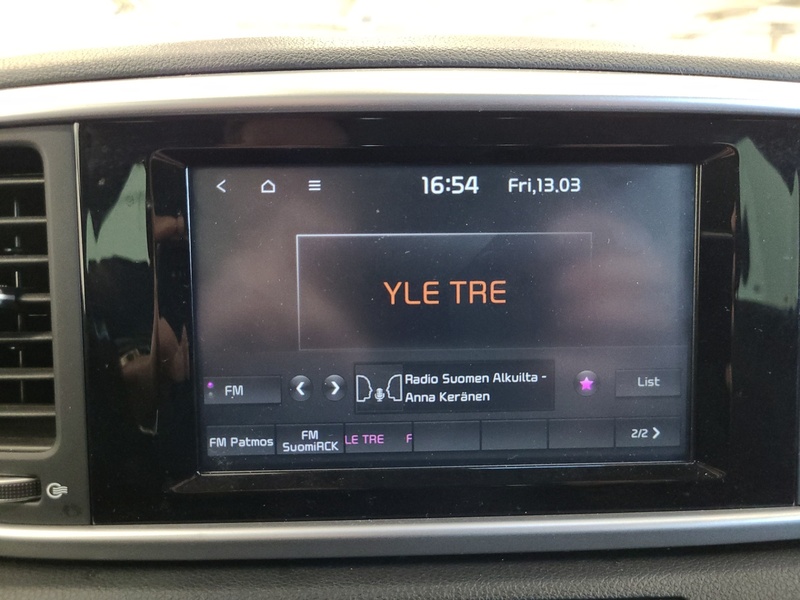 16:54 Fri,13.03
YLE TRE
FM
Radio Suomen Alkuilta -
Anna Keränen
List
FM Patmos
FM
SuomiRCK
LE TRE F
2/2